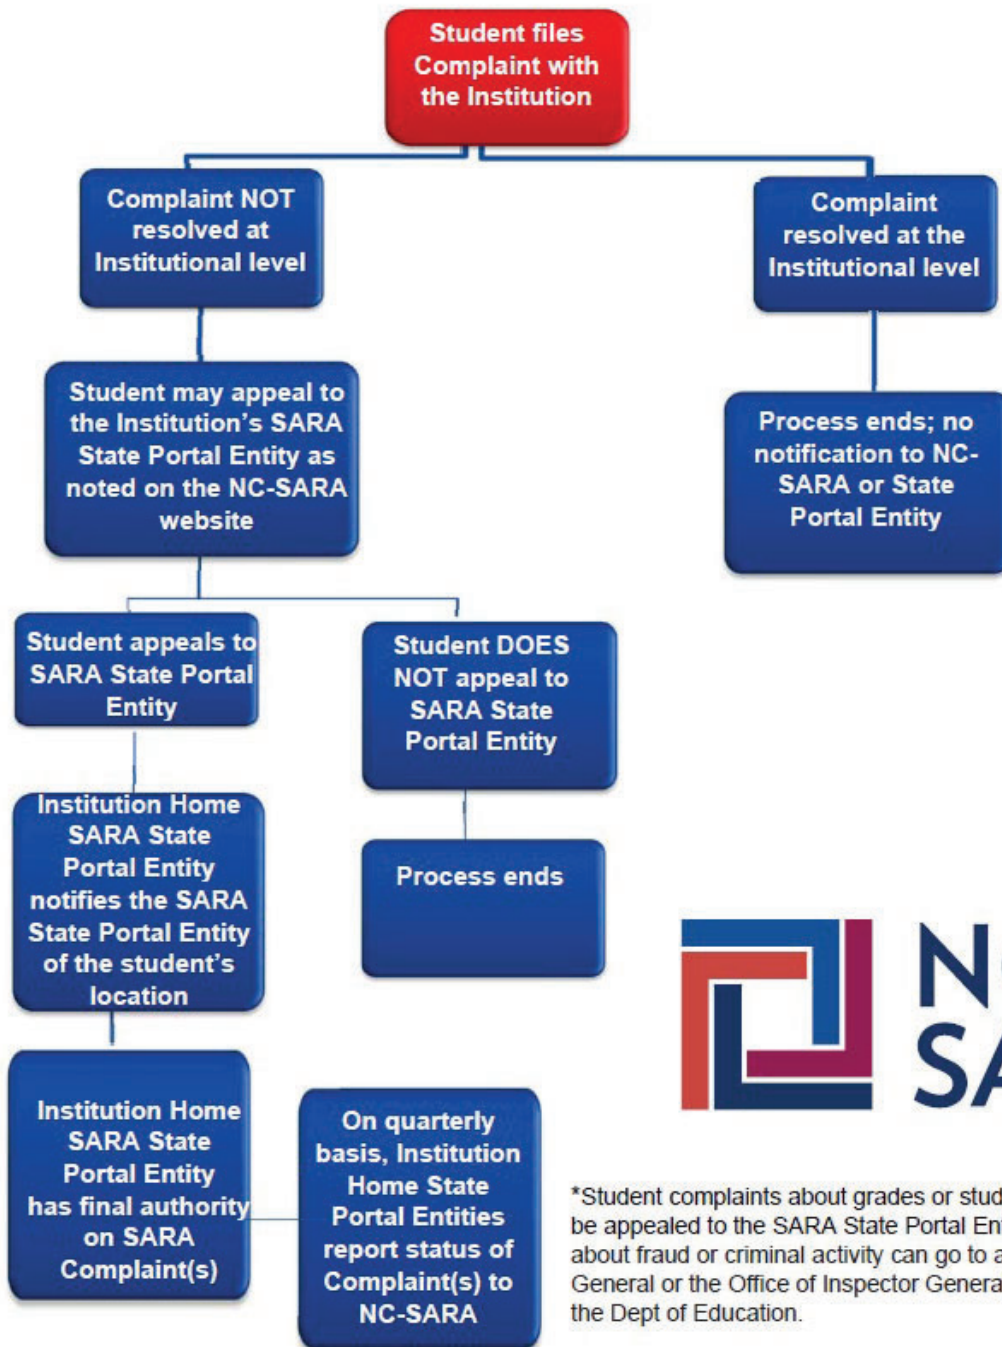 Student files
Complaint with
the Institution
Complaint NOT
resolved at
Institutional level
Complaint
resolved at the
Institutional level
Student may appeal to
the Institution’s SARA
State Portal Entity as
noted on the NC-SARA
website
Process ends; no
notification to NC-
SARA or State
Portal Entity
Student appeals to
SARA State Portal
Entity
Student DOES
NOT appeal to
SARA State
Portal Entity
Institution Home
SARA State
Portal Entity
notifies the SARA
State Portal Entity
of the student’s
location
Process ends
Institution Home
SARA State
Portal Entity
has final authority
on SARA
Complaint(s)
On quarterly
basis, Institution
Home State
Portal Entities
report status of
Complaint(s) to
NC-SARA
N
SA
*Student complaints about grades or
be appealed to the SARA State Portal
about fraud or criminal activity can go to
General or the Office of Inspector General
the Dept of Education.